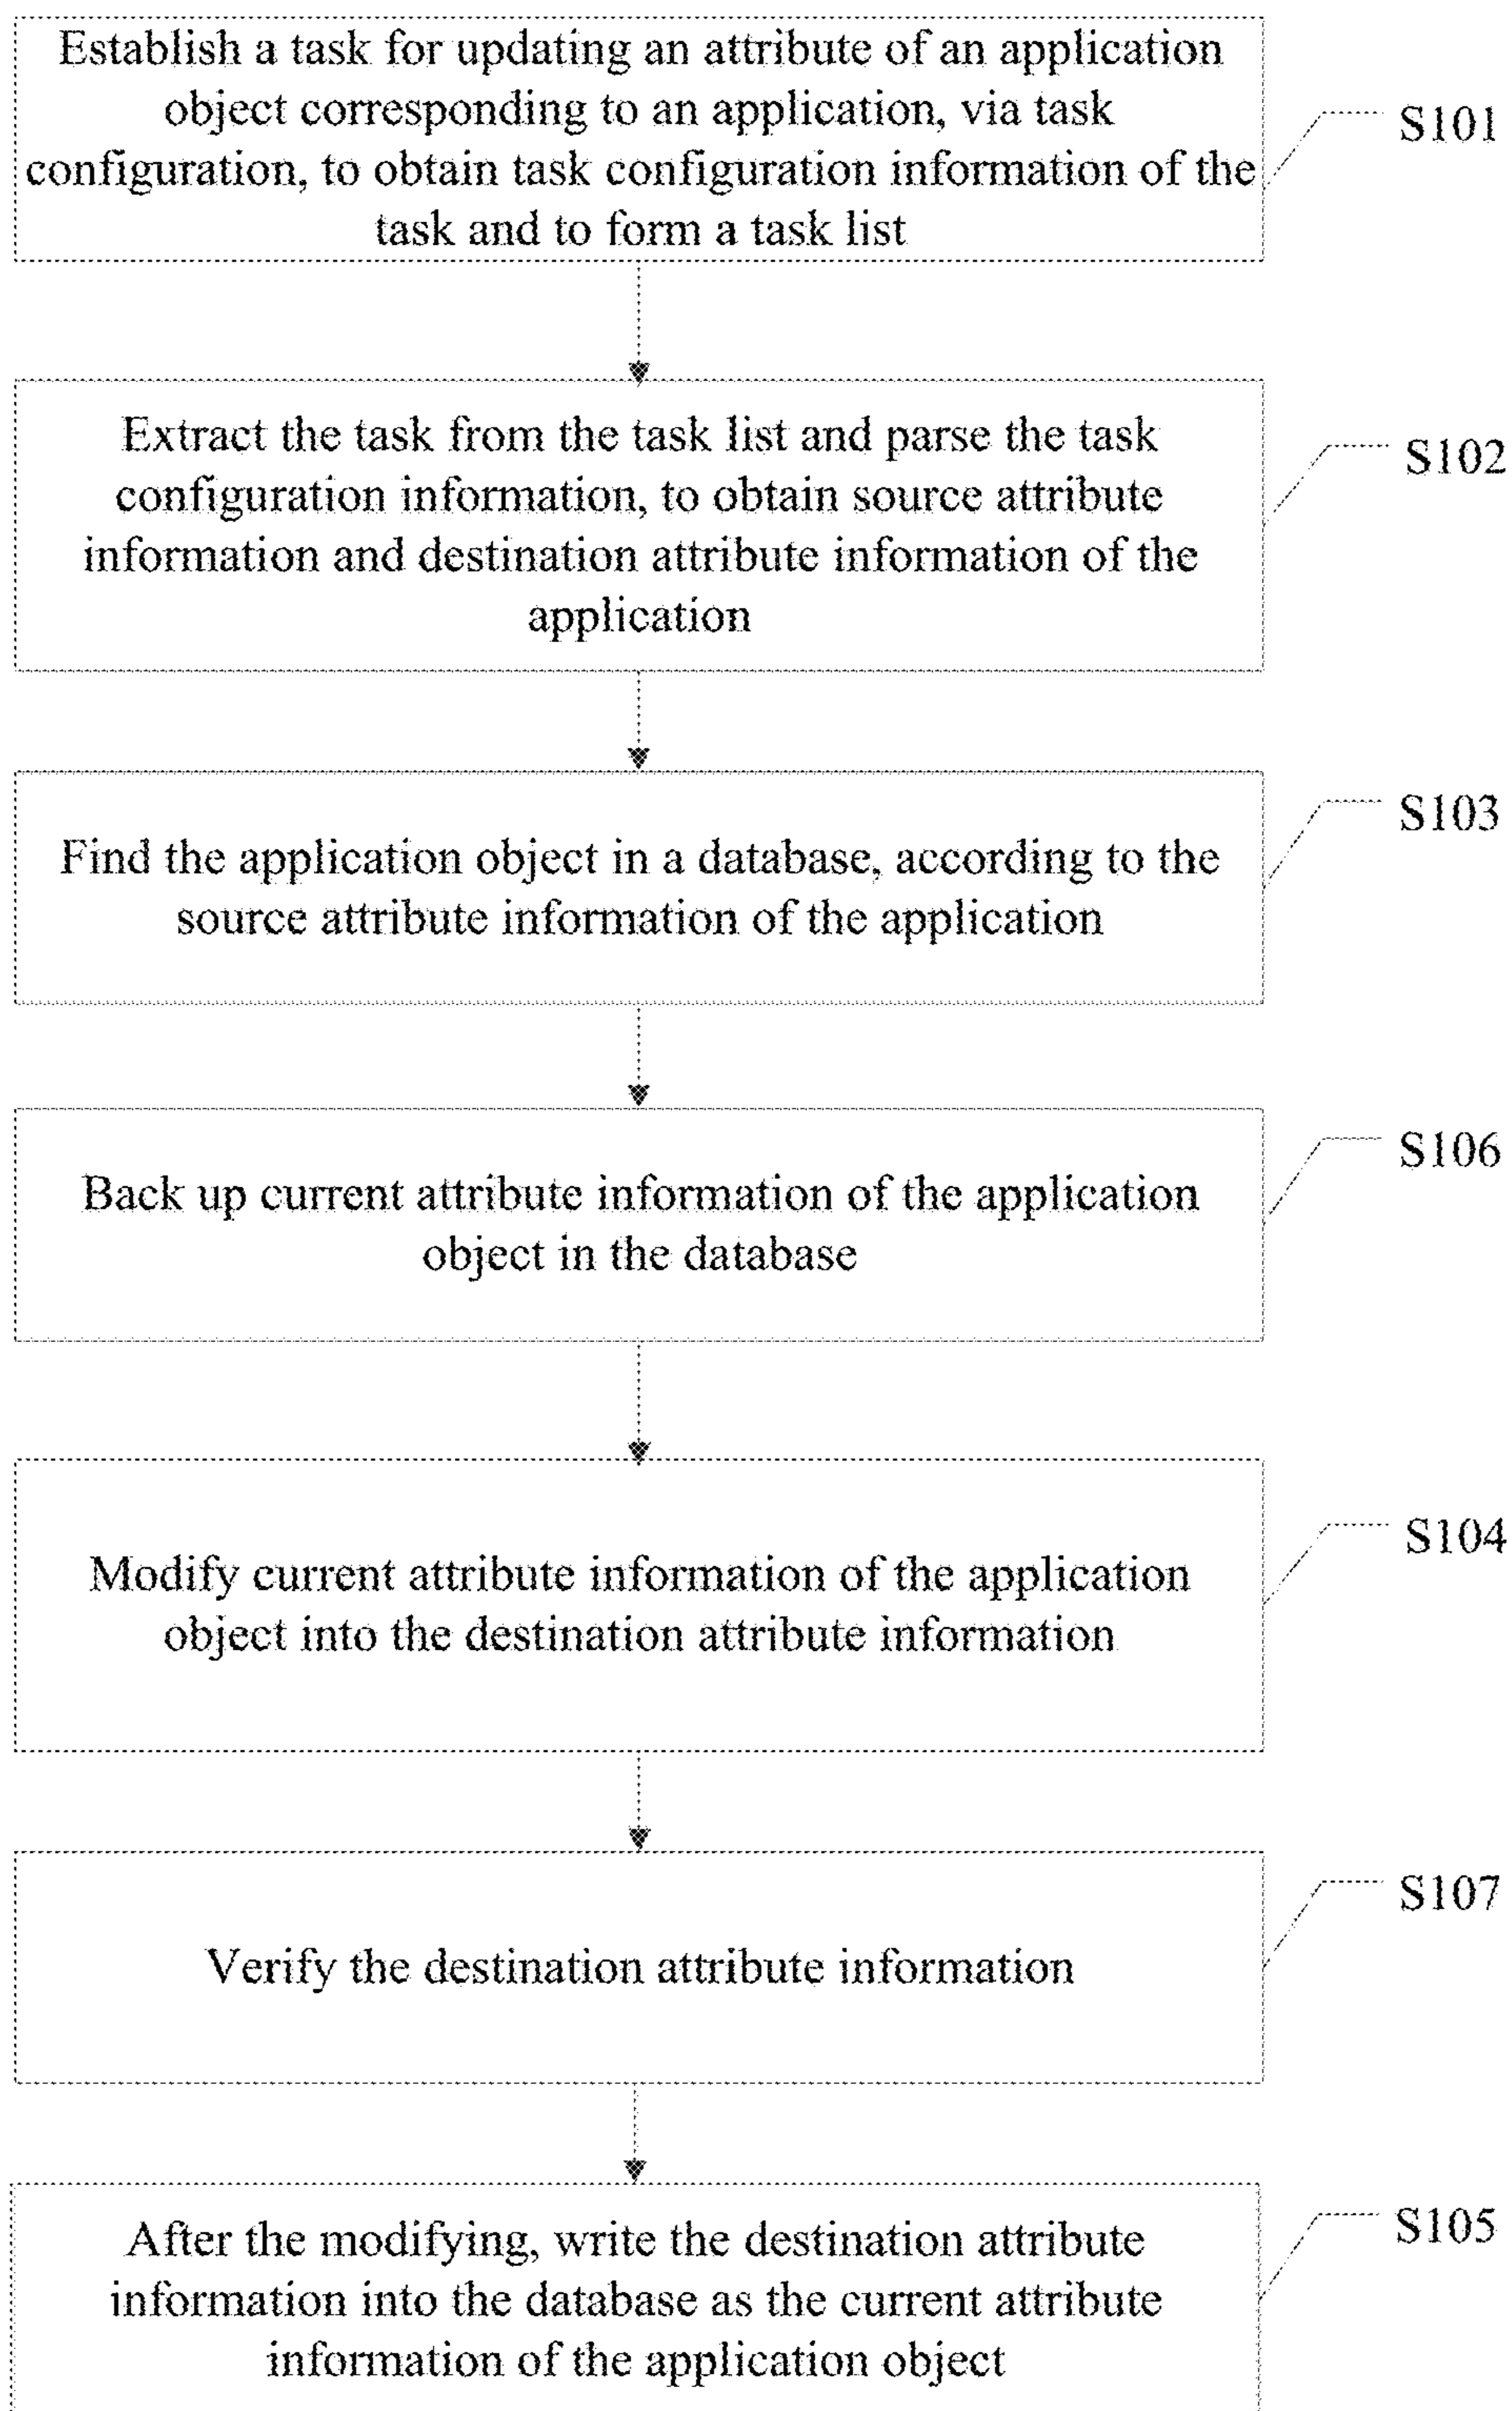 Establish a task for updating an attribute of an application
object corresponding to an application, via task
configuration, to obtain task configuration information of the
task and to form a task list
S101
Extract the task from the task list and parse the task
configuration information, to obtain source attribute
information and destination attribute information of the
application
S102
Find the application object in a database, according to the
source attribute information of the application
S103
Back up current attribute information of the application
object in the database
S106
Modify current attribute information of the application
object into the destination attribute information
S104
Verify the destination attribute information
S107
After the modifying, write the destination attribute
information into the database as the current attribute
information of the application object
S105